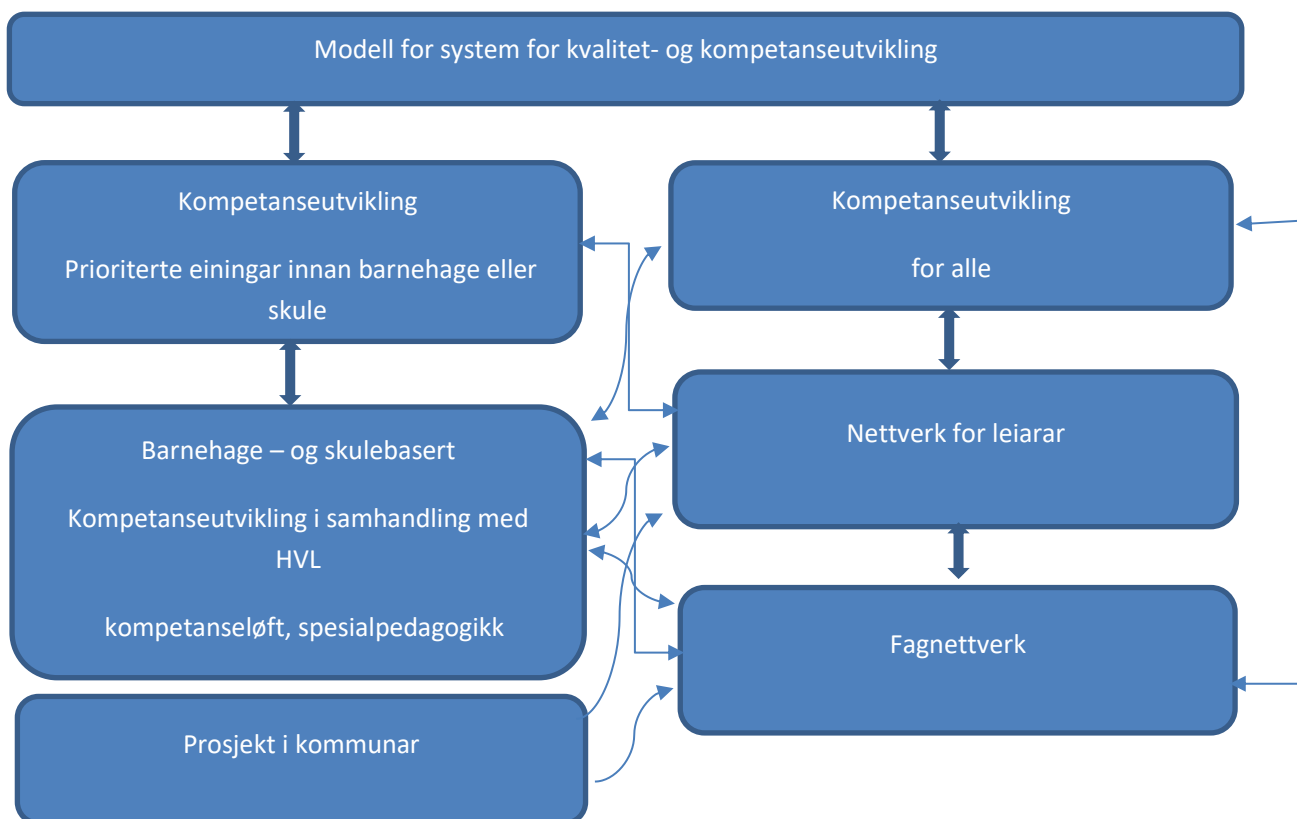 Modell for system for kvalitet- og kompetanseutvikling
Kompetanseutvikling
Prioriterte einingar innan barnehage eller
skule
Kompetanseutvikling
for alle
Barnehage – og skulebasert
Kompetanseutvikling i samhandling med
HVL
kompetanseløft, spesialpedagogikk
Nettverk for leiarar
Fagnettverk
Prosjekt i kommunar